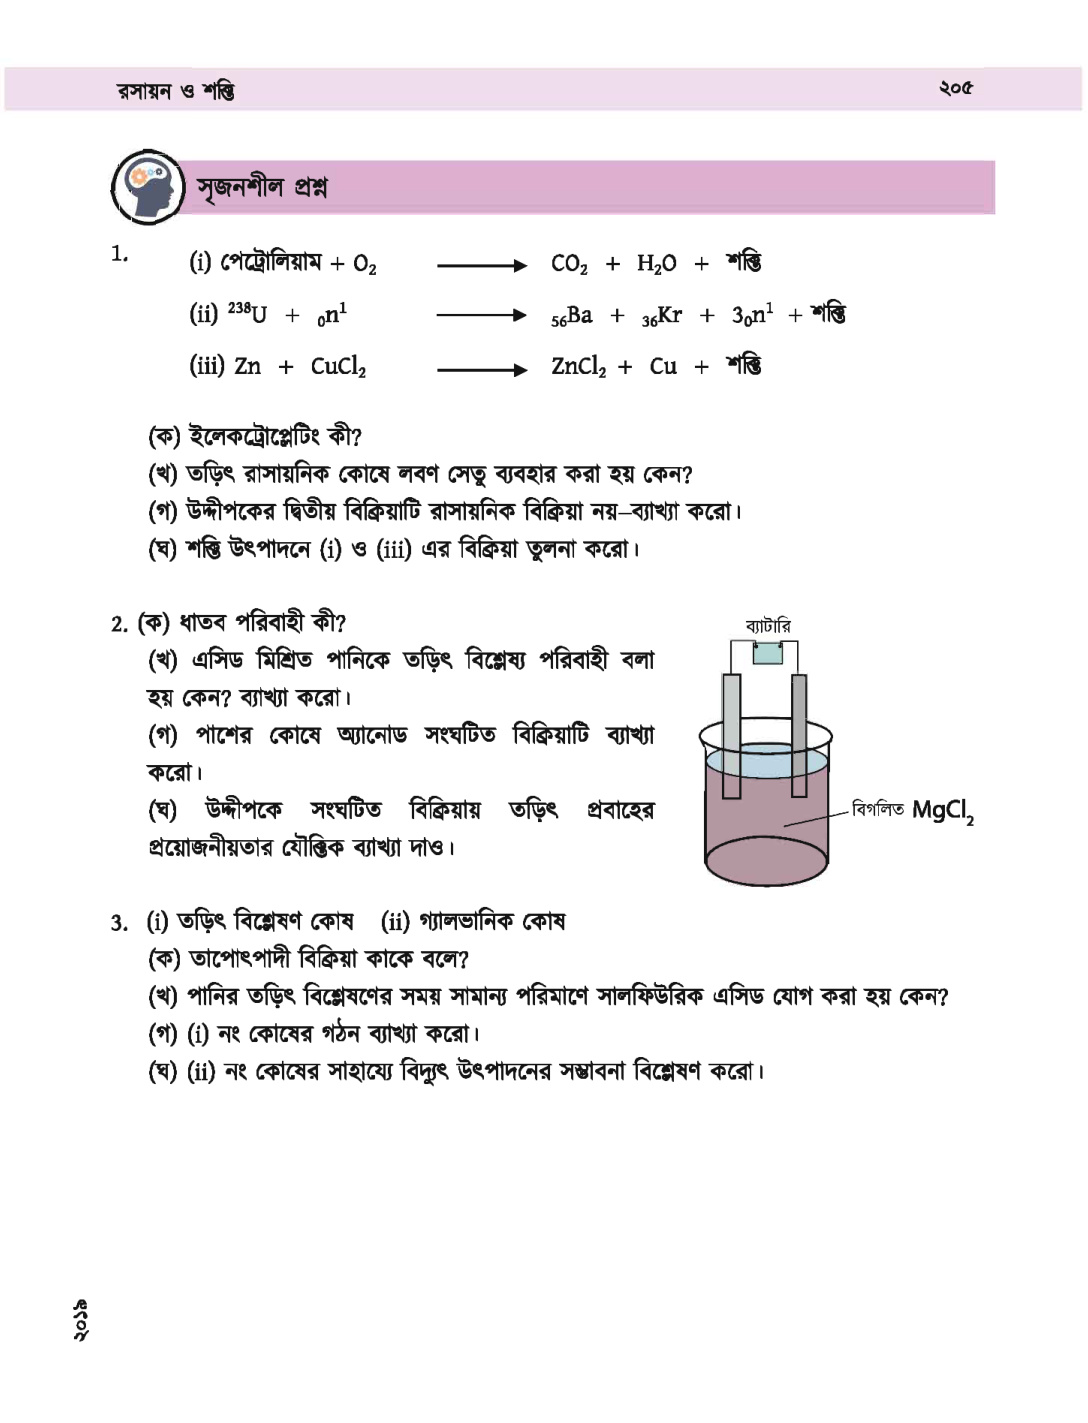 রসায়ন ও শক্তি ২০৫
সৃজনশীল প্রশ্ন
1. (i) পেট্রোলিয়াম + O₂ ⟶ CO₂ + H₂O + শক্তি
(ii) ²³⁸U + ₀n¹ ⟶ ₅₆Ba + ₃₆Kr + 3₀n¹ + শক্তি
(iii) Zn + CuCl₂ ⟶ ZnCl₂ + Cu + শক্তি
(ক) ইলেকট্রোপ্লেটিং কী?
(খ) তড়িৎ রাসায়নিক কোষে লবণ সেতু ব্যবহার করা হয় কেন?
(গ) উদ্দীপকের দ্বিতীয় বিক্রিয়াটি রাসায়নিক বিক্রিয়া নয়–ব্যাখ্যা করো।
(ঘ) শক্তি উৎপাদনে (i) ও (iii) এর বিক্রিয়া তুলনা করো।
2. (ক) ধাতব পরিবাহী কী?
(খ) এসিড মিশ্রিত পানিকে তড়িৎ বিশ্লেষ্য পরিবাহী বলা
হয় কেন? ব্যাখ্যা করো।
(গ) পাশের কোষে অ্যানোড সংঘটিত বিক্রিয়াটি ব্যাখ্যা
করো।
(ঘ) উদ্দীপকে সংঘটিত বিক্রিয়ায় তড়িৎ প্রবাহের
প্রয়োজনীয়তার যৌক্তিক ব্যাখ্যা দাও।
ব্যাটারি
বিগলিত MgCl₂
3. (i) তড়িৎ বিশ্লেষণ কোষ (ii) গ্যালভানিক কোষ
(ক) তাপোৎপাদী বিক্রিয়া কাকে বলে?
(খ) পানির তড়িৎ বিশ্লেষণের সময় সামান্য পরিমাণে সালফিউরিক এসিড যোগ করা হয় কেন?
(গ) (i) নং কোষের গঠন ব্যাখ্যা করো।
(ঘ) (ii) নং কোষের সাহায্যে বিদ্যুৎ উৎপাদনের সম্ভাবনা বিশ্লেষণ করো।
২০১৯